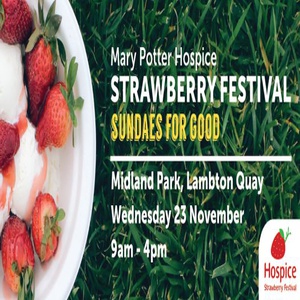 Mary Potter Hospice
STRAWBERRY FESTIVAL
SUNDAES FOR GOOD
Midland Park, Lambton Quay
Wednesday 23 November
9am - 4pm
Hospice
Strawberry Festival